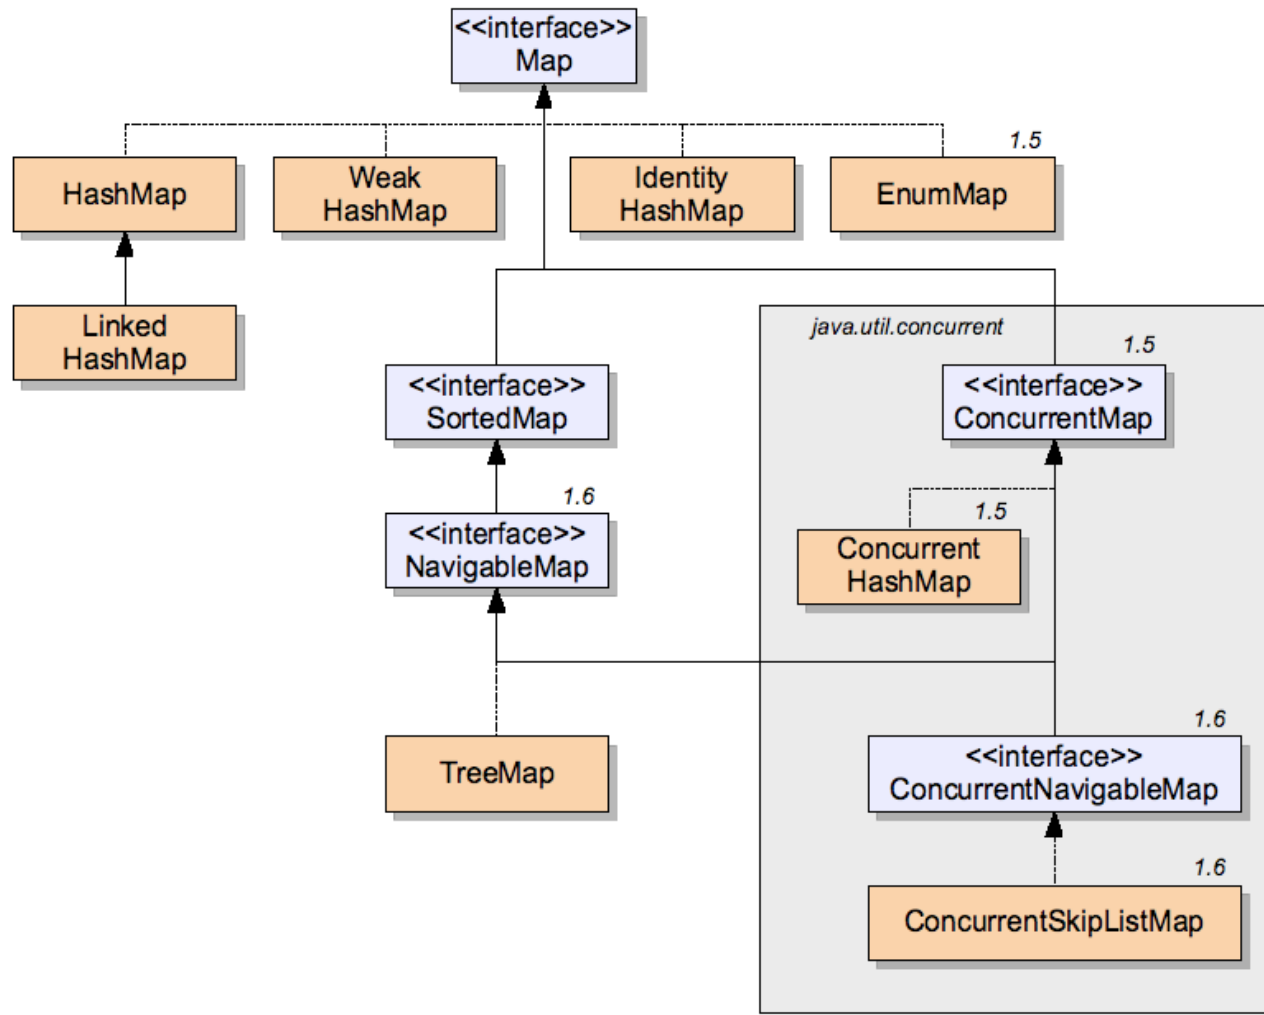 <<interface>>
Map
1.5
HashMap
Weak
HashMap
Identity
HashMap
EnumMap
Linked
HashMap
java.util.concurrent
1.5
<<interface>>
SortedMap
<<interface>>
ConcurrentMap
1.6
<<interface>>
NavigableMap
1.5
Concurrent
HashMap
1.6
TreeMap
<<interface>>
ConcurrentNavigableMap
1.6
ConcurrentSkipListMap